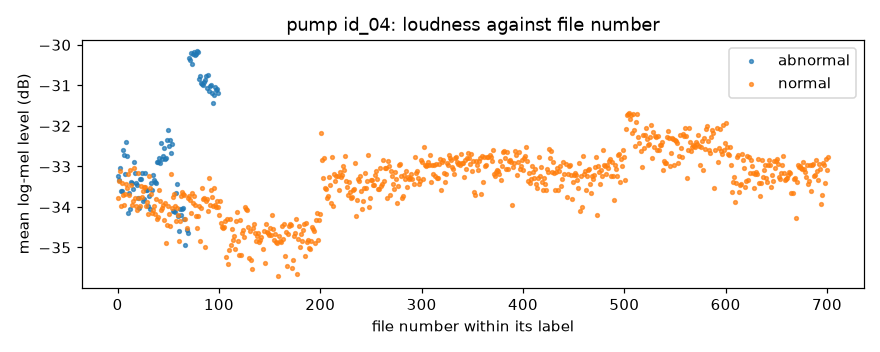 pump id_04: loudness against file number
mean log-mel level (dB)
−30
−31
−32
−33
−34
−35
abnormal
normal
0 100 200 300 400 500 600 700
file number within its label